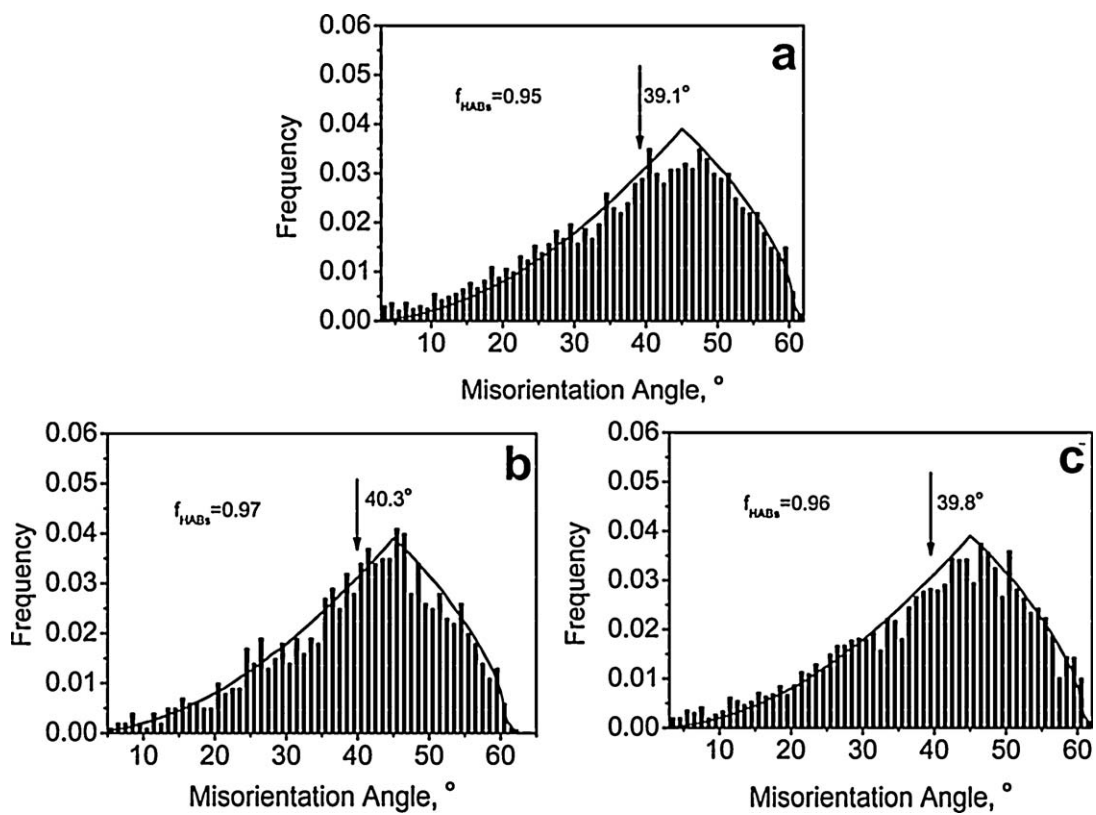 a
0.06
0.05
0.04
0.03
0.02
0.01
0.00
Frequency
f_HABs=0.95
39.1°
10 20 30 40 50 60
Misorientation Angle, °
b
0.06
0.05
0.04
0.03
0.02
0.01
0.00
Frequency
f_HABs=0.97
40.3°
10 20 30 40 50 60
Misorientation Angle, °
c
0.06
0.05
0.04
0.03
0.02
0.01
0.00
Frequency
f_HABs=0.96
39.8°
10 20 30 40 50 60
Misorientation Angle, °